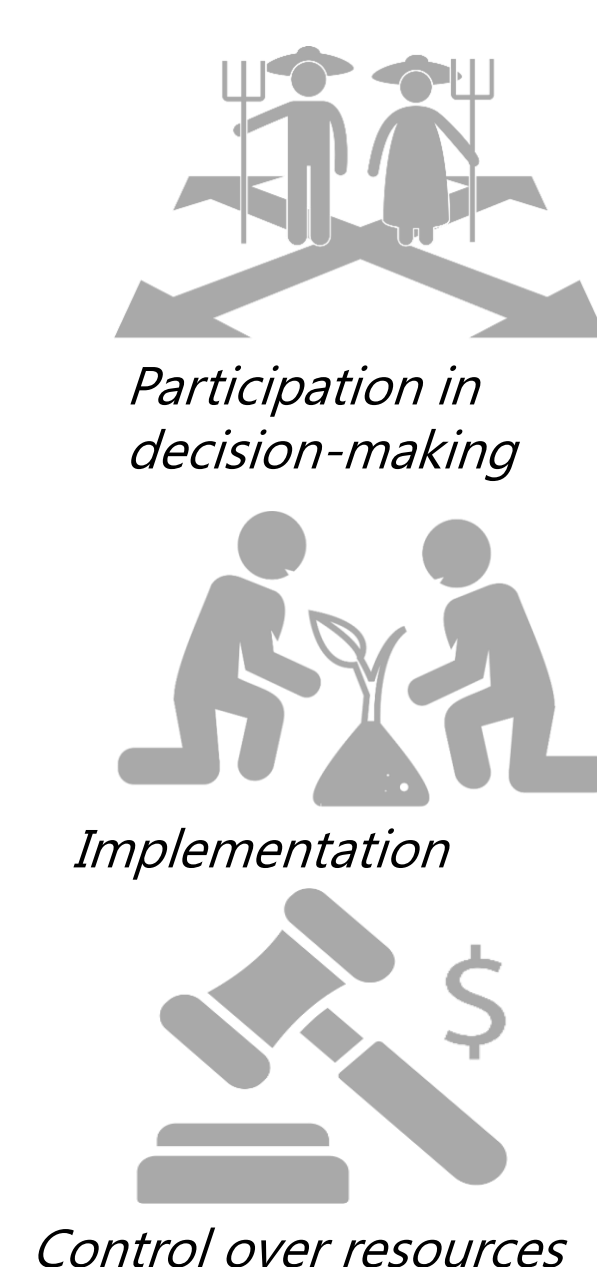 Participation in
decision-making
Implementation
$
Control over resources